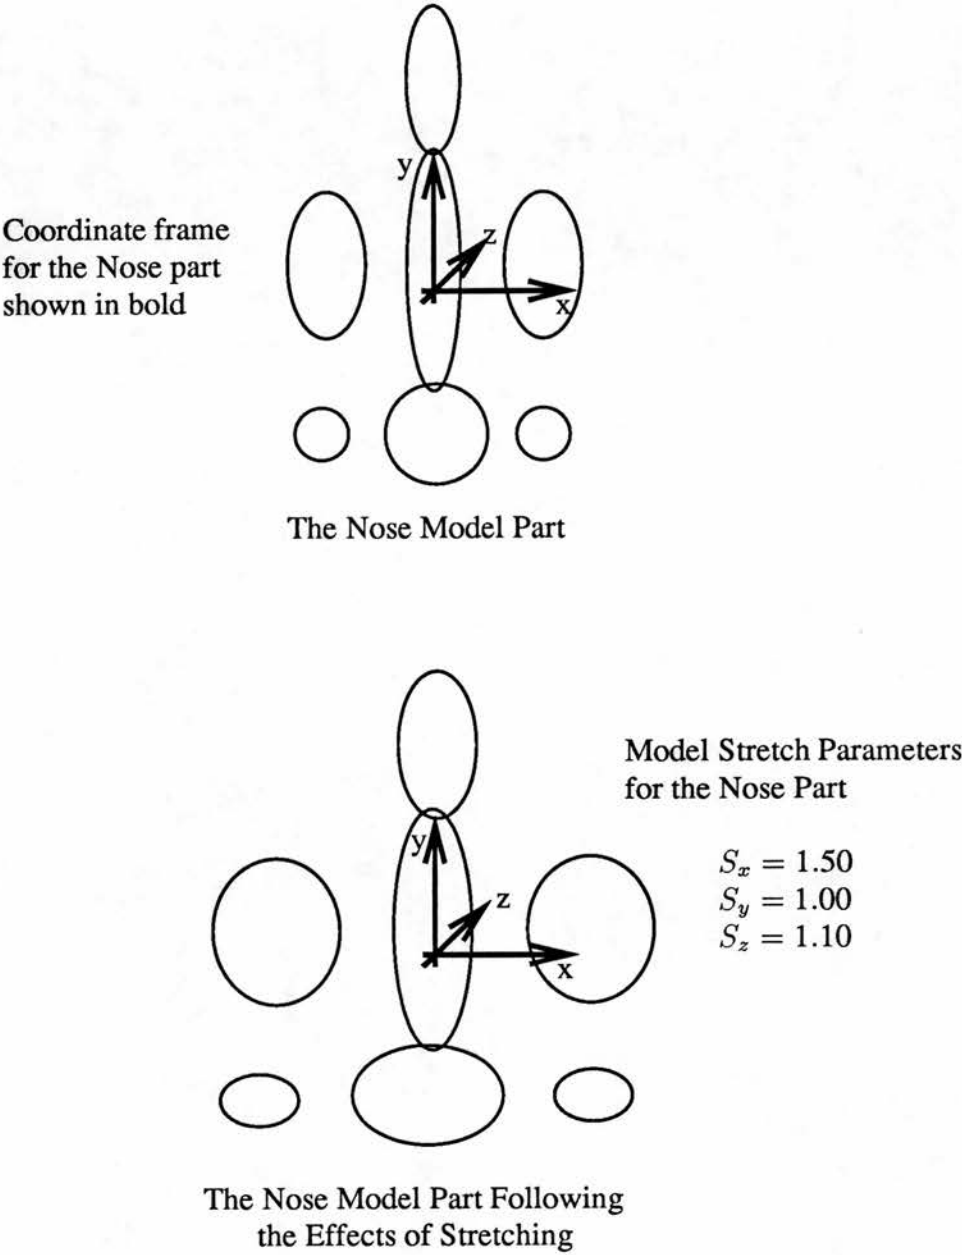 y
z
Coordinate frame
for the Nose part
shown in bold
x
The Nose Model Part
Model Stretch Parameters
for the Nose Part
y
S_x = 1.50
z
S_y = 1.00
S_z = 1.10
x
The Nose Model Part Following
the Effects of Stretching